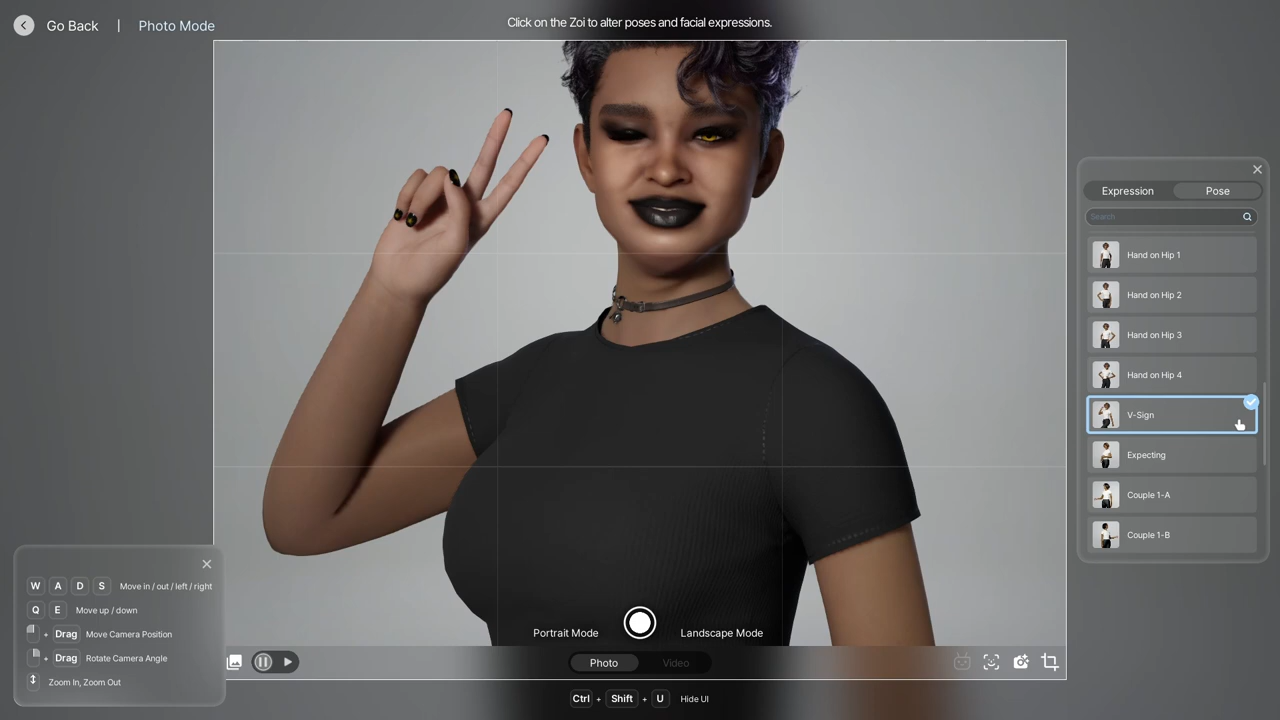 Go Back | Photo Mode
Click on the Zoi to alter poses and facial expressions.
Expression Pose
Search
Hand on Hip 1
Hand on Hip 2
Hand on Hip 3
Hand on Hip 4
V-Sign
Expecting
Couple 1-A
Couple 1-B
W A D S Move in / out / left / right
Q E Move up / down
+ Drag Move Camera Position
+ Drag Rotate Camera Angle
Zoom In, Zoom Out
Portrait Mode Landscape Mode
Photo Video
Ctrl + Shift + U Hide UI